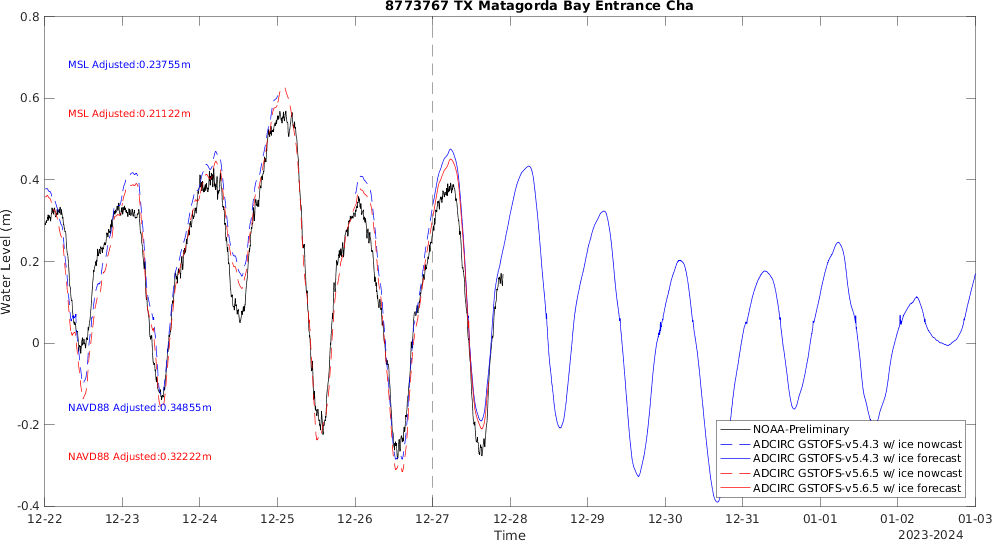 8773767 TX Matagorda Bay Entrance Cha
0.8
0.6
0.4
0.2
0
-0.2
-0.4
Water Level (m)
MSL Adjusted:0.23755m
MSL Adjusted:0.21122m
NAVD88 Adjusted:0.34855m
NAVD88 Adjusted:0.32222m
NOAA-Preliminary
ADCIRC GSTOFS-v5.4.3 w/ ice nowcast
ADCIRC GSTOFS-v5.4.3 w/ ice forecast
ADCIRC GSTOFS-v5.6.5 w/ ice nowcast
ADCIRC GSTOFS-v5.6.5 w/ ice forecast
12-22 12-23 12-24 12-25 12-26 12-27 12-28 12-29 12-30 12-31 01-01 01-02 01-03
Time
2023-2024